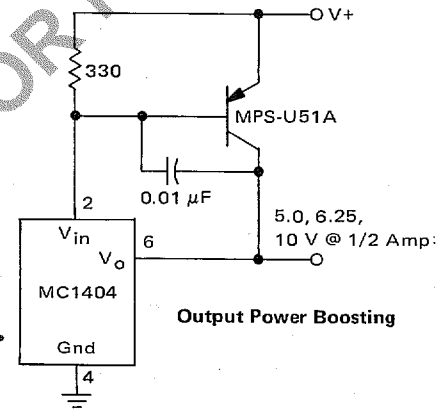 V+
330
MPS-U51A
0.01 µF
2
Vin
6
Vo
5.0, 6.25,
10 V @ 1/2 Amp
MC1404
Output Power Boosting
Gnd
4